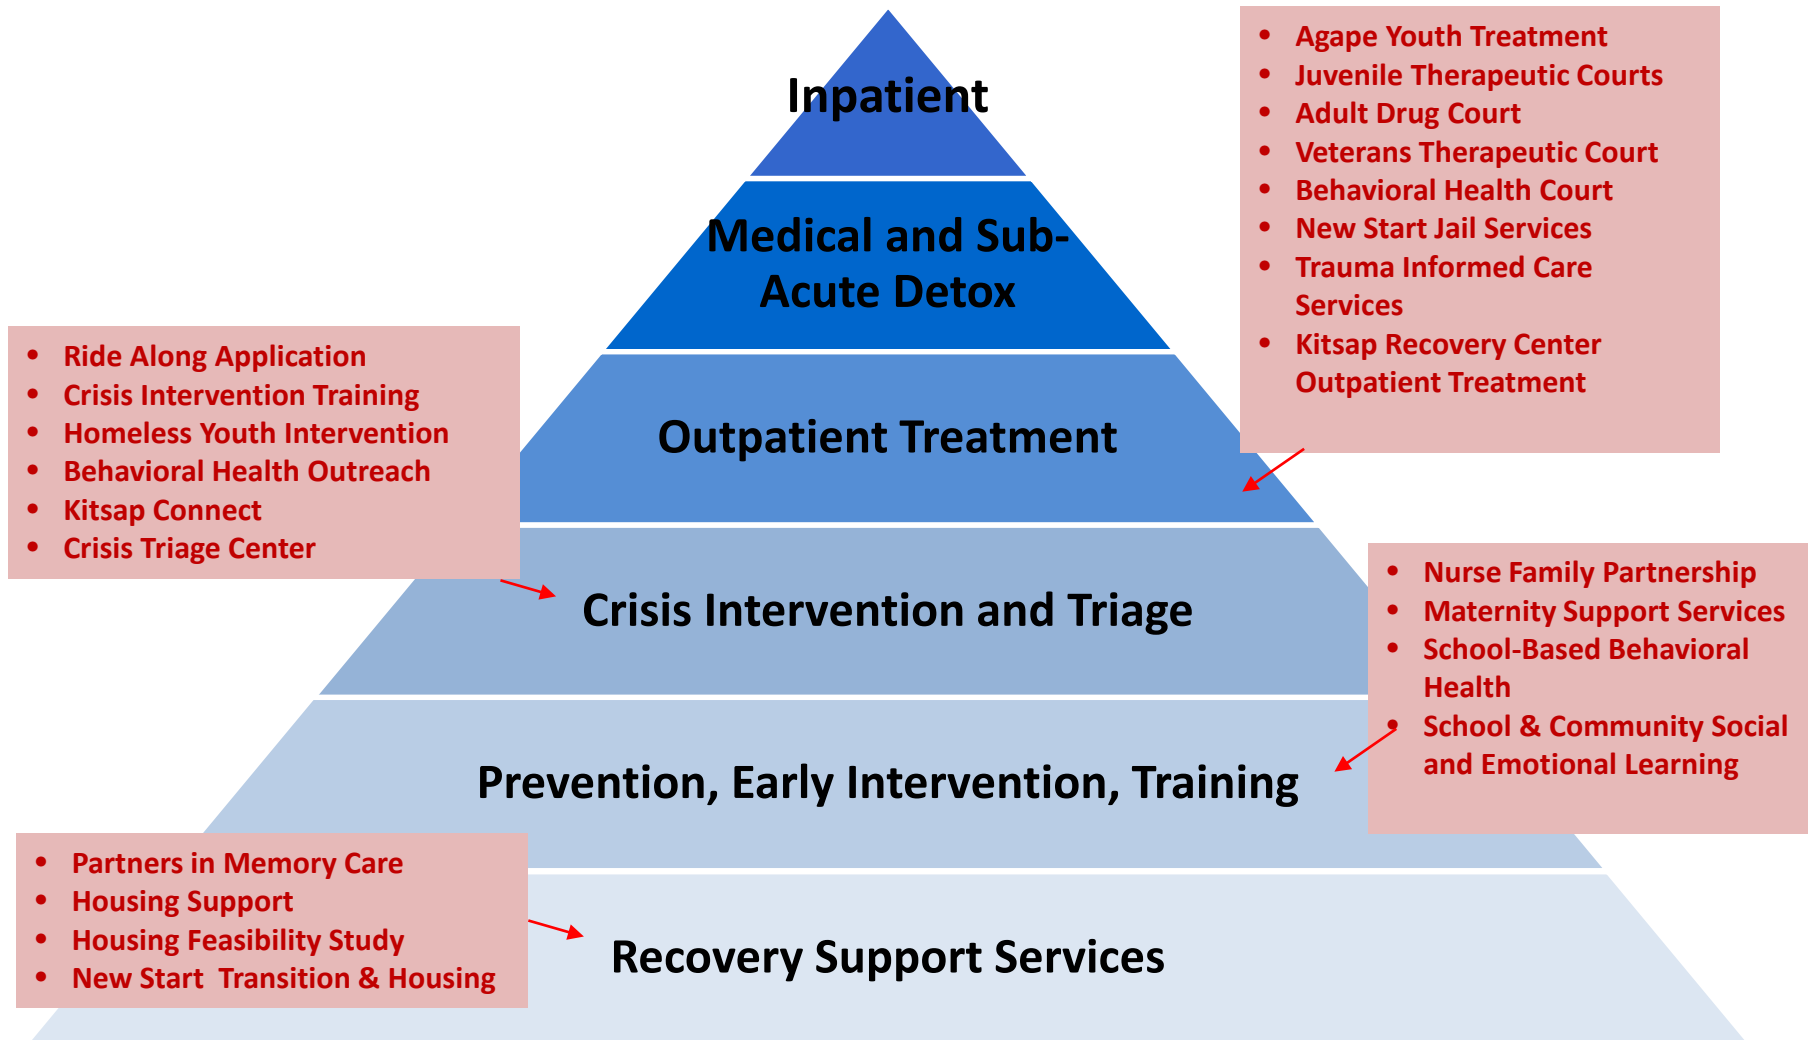 Inpatient
Medical and Sub-
Acute Detox
Outpatient Treatment
Crisis Intervention and Triage
Prevention, Early Intervention, Training
Recovery Support Services
• Agape Youth Treatment
• Juvenile Therapeutic Courts
• Adult Drug Court
• Veterans Therapeutic Court
• Behavioral Health Court
• New Start Jail Services
• Trauma Informed Care
Services
• Kitsap Recovery Center
Outpatient Treatment
• Ride Along Application
• Crisis Intervention Training
• Homeless Youth Intervention
• Behavioral Health Outreach
• Kitsap Connect
• Crisis Triage Center
• Nurse Family Partnership
• Maternity Support Services
• School-Based Behavioral
Health
• School & Community Social
and Emotional Learning
• Partners in Memory Care
• Housing Support
• Housing Feasibility Study
• New Start  Transition & Housing